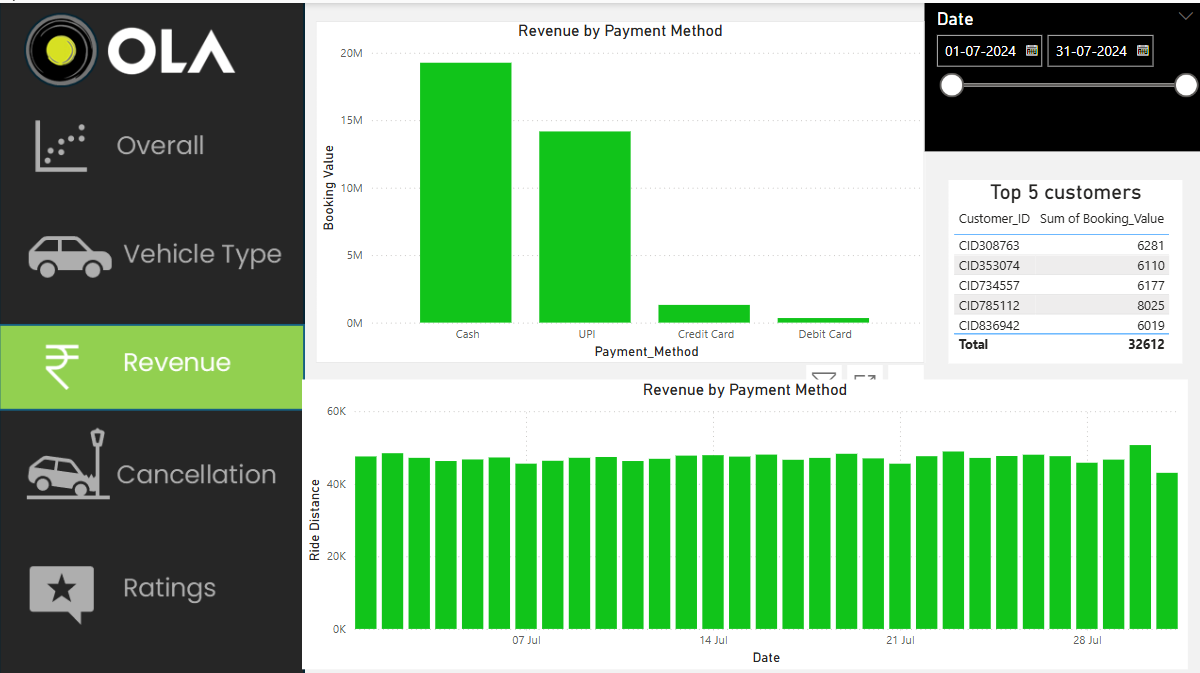 OLA
Overall
Vehicle Type
Revenue
Cancellation
Ratings
Revenue by Payment Method
Booking Value
20M
15M
10M
5M
0M
Cash UPI Credit Card Debit Card
Payment_Method
Date
01-07-2024 31-07-2024
Top 5 customers
Customer_ID Sum of Booking_Value
CID308763 6281
CID353074 6110
CID734557 6177
CID785112 8025
CID836942 6019
Total 32612
Revenue by Payment Method
Ride Distance
60K
40K
20K
0K
07 Jul 14 Jul 21 Jul 28 Jul
Date